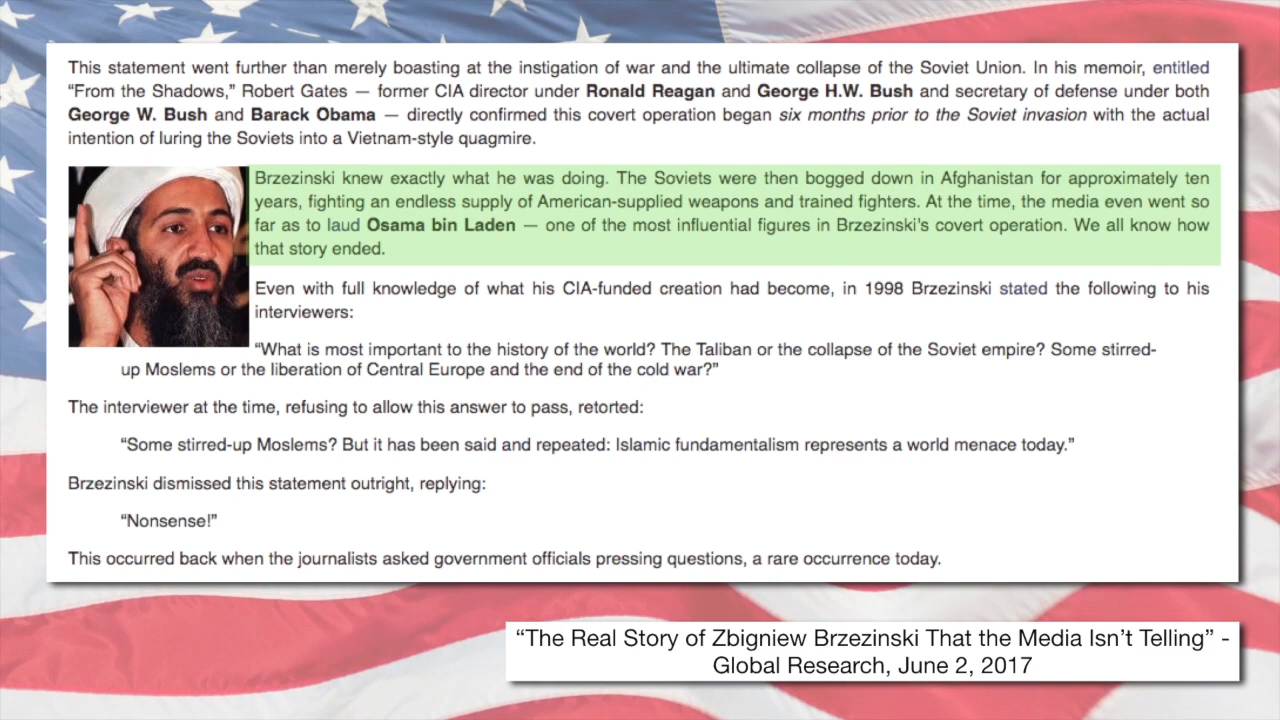 This statement went further than merely boasting at the instigation of war and the ultimate collapse of the Soviet Union. In his memoir, entitled
“From the Shadows,” Robert Gates — former CIA director under Ronald Reagan and George H.W. Bush and secretary of defense under both
George W. Bush and Barack Obama — directly confirmed this covert operation began six months prior to the Soviet invasion with the actual
intention of luring the Soviets into a Vietnam-style quagmire.
Brzezinski knew exactly what he was doing. The Soviets were then bogged down in Afghanistan for approximately ten
years, fighting an endless supply of American-supplied weapons and trained fighters. At the time, the media even went so
far as to laud Osama bin Laden — one of the most influential figures in Brzezinski’s covert operation. We all know how
that story ended.
Even with full knowledge of what his CIA-funded creation had become, in 1998 Brzezinski stated the following to his
interviewers:
“What is most important to the history of the world? The Taliban or the collapse of the Soviet empire? Some stirred-
up Moslems or the liberation of Central Europe and the end of the cold war?”
The interviewer at the time, refusing to allow this answer to pass, retorted:
“Some stirred-up Moslems? But it has been said and repeated: Islamic fundamentalism represents a world menace today.”
Brzezinski dismissed this statement outright, replying:
“Nonsense!”
This occurred back when the journalists asked government officials pressing questions, a rare occurrence today.
“The Real Story of Zbigniew Brzezinski That the Media Isn’t Telling” -
Global Research, June 2, 2017